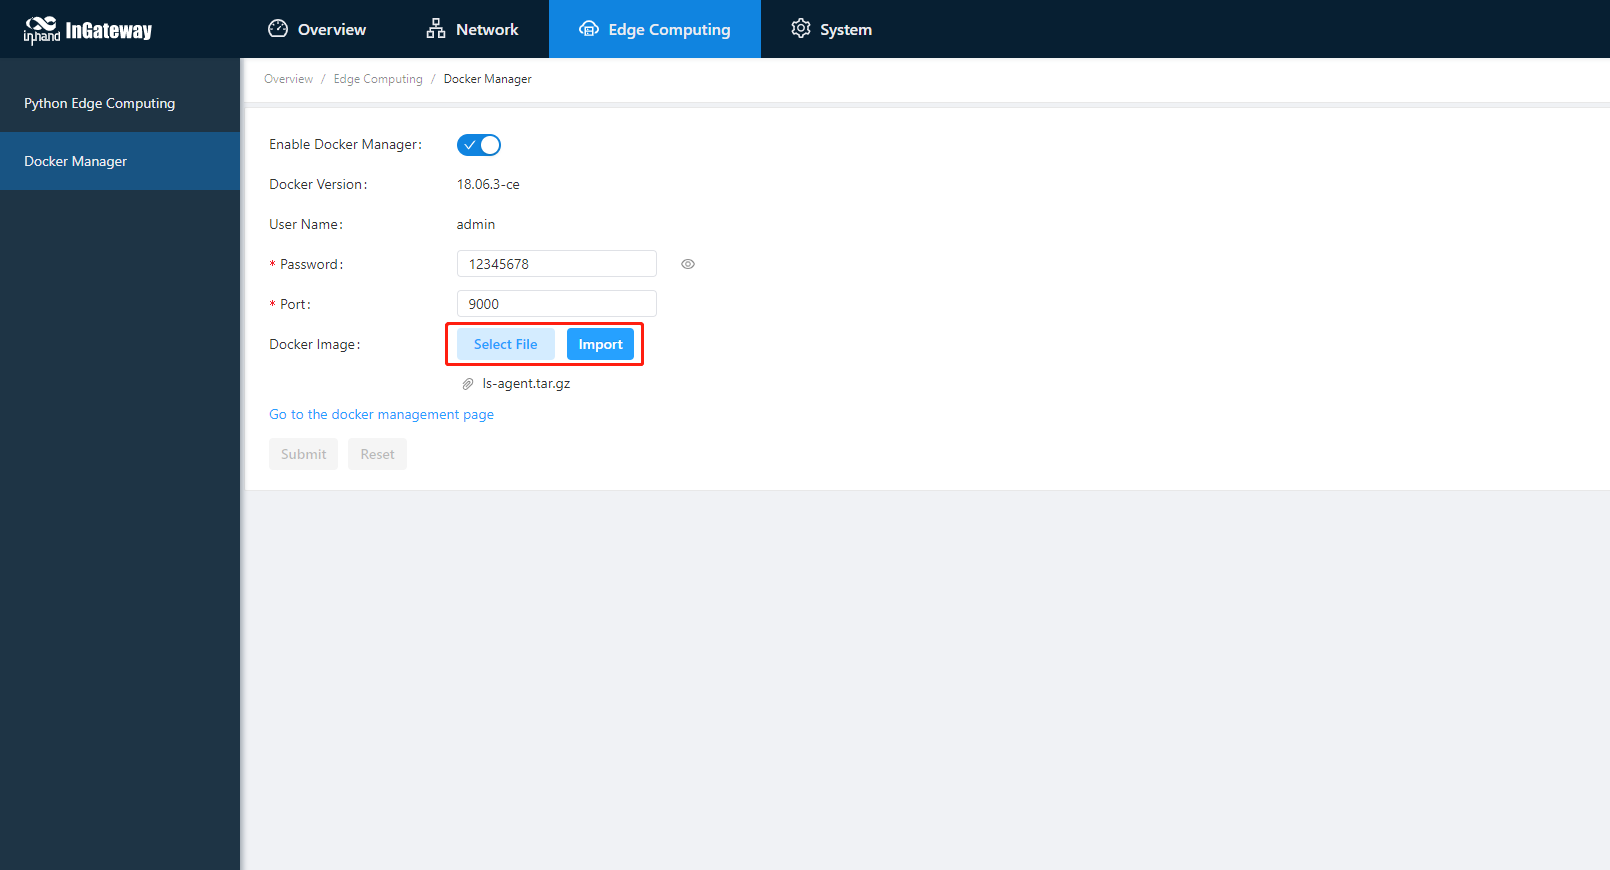 inhand InGateway
Overview
Network
Edge Computing
System
Python Edge Computing
Docker Manager
Overview / Edge Computing / Docker Manager
Enable Docker Manager:
Docker Version: 18.06.3-ce
User Name: admin
* Password: 12345678
* Port: 9000
Docker Image: Select File Import
ls-agent.tar.gz
Go to the docker management page
Submit Reset